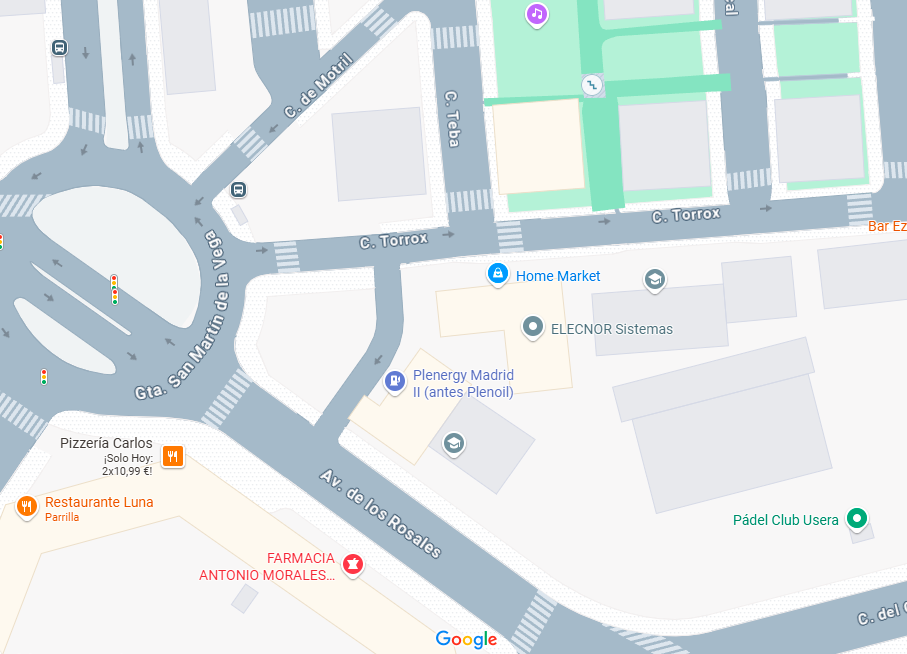 C. de Motril
C. Teba
C. Torrox
C. Torrox
Bar Ez
Gta. San Martín de la Vega
Home Market
ELECNOR Sistemas
Plenergy Madrid
II (antes Plenoil)
Pizzería Carlos
¡Solo Hoy:
2x10,99 €!
Restaurante Luna
Parrilla
Av. de los Rosales
Pádel Club Usera
FARMACIA
ANTONIO MORALES...
C. del
Google